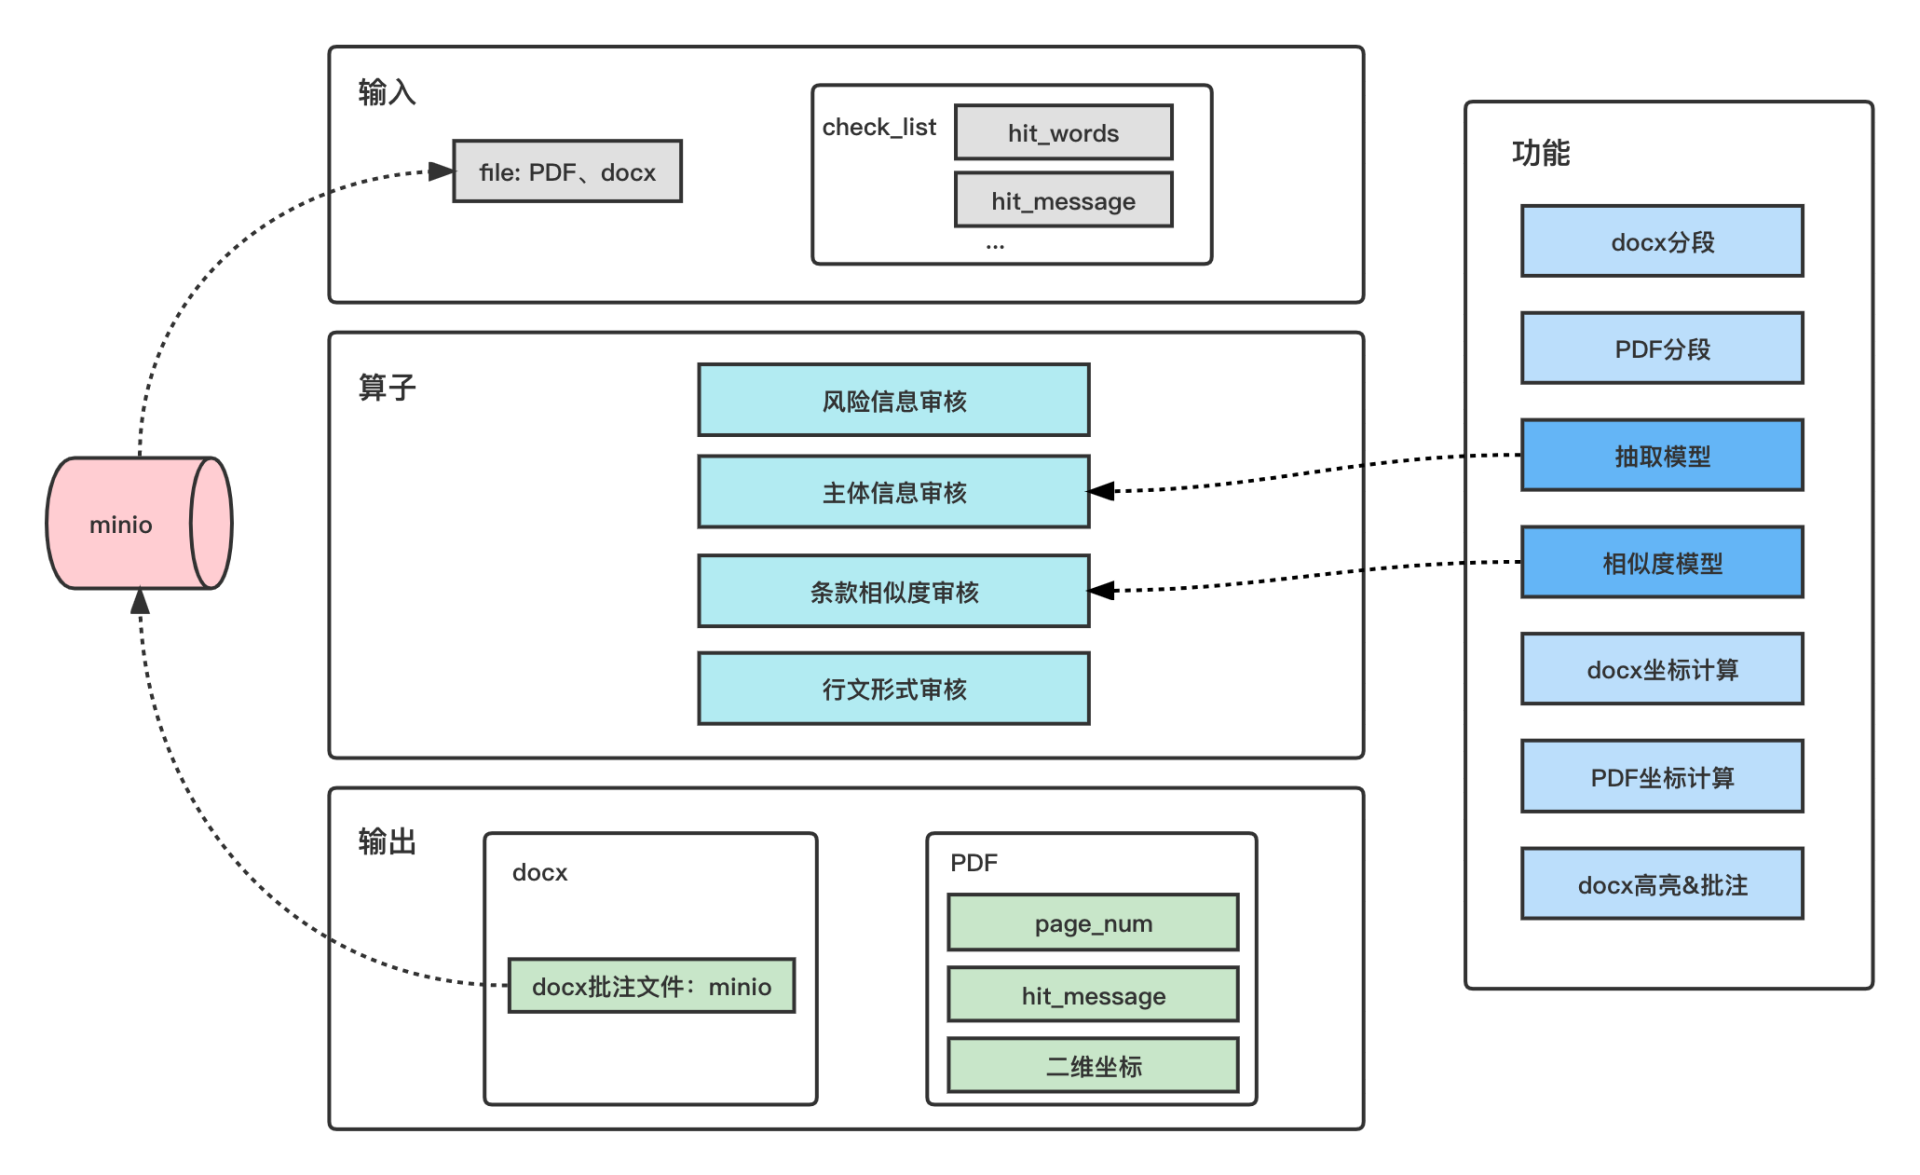 输入
file: PDF、docx
check_list
hit_words
hit_message
...
算子
风险信息审核
主体信息审核
条款相似度审核
行文形式审核
minio
输出
docx
docx批注文件：minio
PDF
page_num
hit_message
二维坐标
功能
docx分段
PDF分段
抽取模型
相似度模型
docx坐标计算
PDF坐标计算
docx高亮&批注